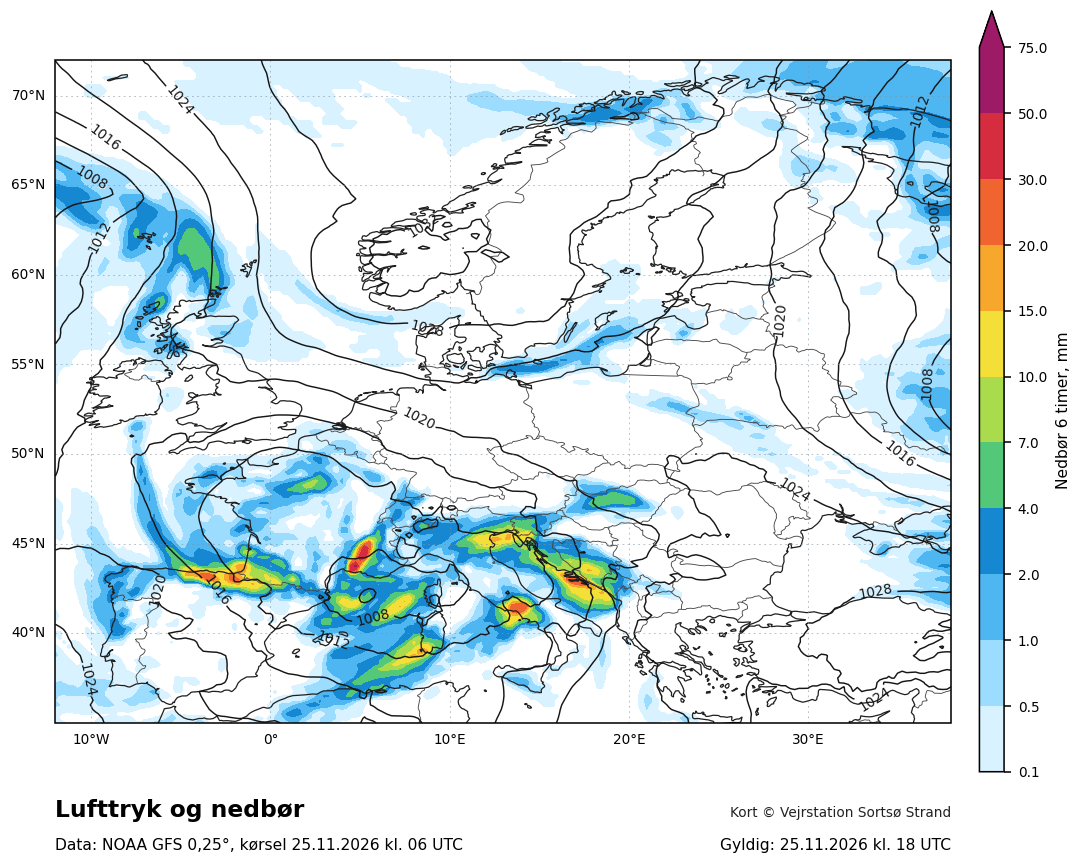 75.0
50.0
30.0
20.0
15.0
10.0
7.0
4.0
2.0
1.0
0.5
0.1
Nedbør 6 timer, mm
70°N
65°N
60°N
55°N
50°N
45°N
40°N
10°W
0°
10°E
20°E
30°E
1024
1016
1008
1012
1012
1008
1028
1020
1008
1020
1016
1024
1020
1016
1008
1012
1028
1024
1024
Lufttryk og nedbør
Kort © Vejrstation Sortsø Strand
Data: NOAA GFS 0,25°, kørsel 25.11.2026 kl. 06 UTC
Gyldig: 25.11.2026 kl. 18 UTC